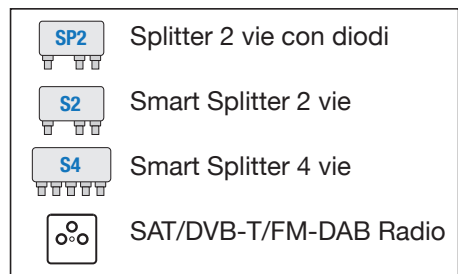 SP2 Splitter 2 vie con diodi
S2 Smart Splitter 2 vie
S4 Smart Splitter 4 vie
SAT/DVB-T/FM-DAB Radio